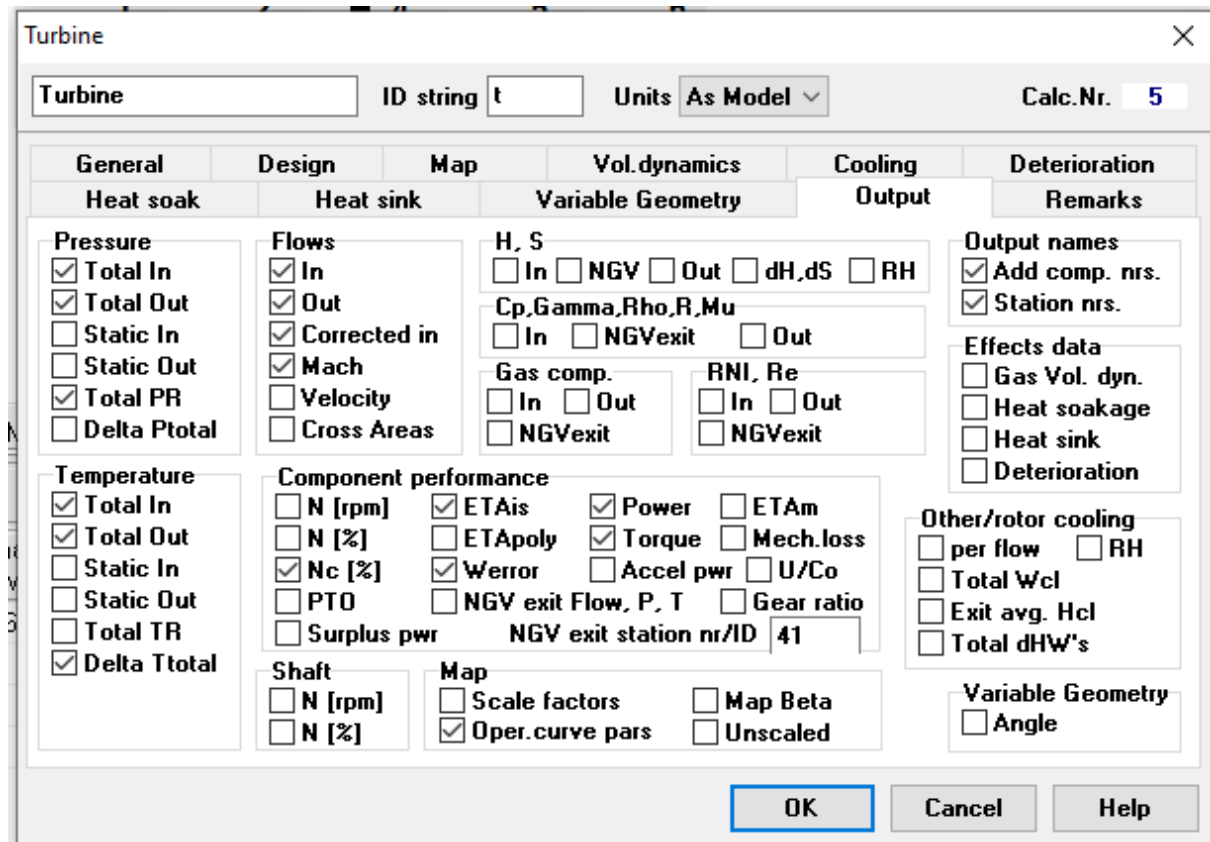 Turbine
Turbine ID string t Units As Model Calc.Nr. 5
General Design Map Vol.dynamics Cooling Deterioration
Heat soak Heat sink Variable Geometry Output Remarks
Pressure
Total In
Total Out
Static In
Static Out
Total PR
Delta Ptotal
Flows
In
Out
Corrected in
Mach
Velocity
Cross Areas
H, S
In NGV Out dH,dS RH
Cp,Gamma,Rho,R,Mu
In NGVexit Out
Gas comp.
In Out
NGVexit
RNI, Re
In Out
NGVexit
Output names
Add comp. nrs.
Station nrs.
Effects data
Gas Vol. dyn.
Heat soakage
Heat sink
Deterioration
Temperature
Total In
Total Out
Static In
Static Out
Total TR
Delta Ttotal
Component performance
N [rpm] ETAis Power ETAm
N [%] ETApoly Torque Mech.loss
Nc [%] Werror Accel pwr U/Co
PTO NGV exit Flow, P, T Gear ratio
Surplus pwr NGV exit station nr/ID 41
Other/rotor cooling
per flow RH
Total Wcl
Exit avg. Hcl
Total dHW's
Shaft
N [rpm]
N [%]
Map
Scale factors Map Beta
Oper.curve pars Unscaled
Variable Geometry
Angle
OK Cancel Help